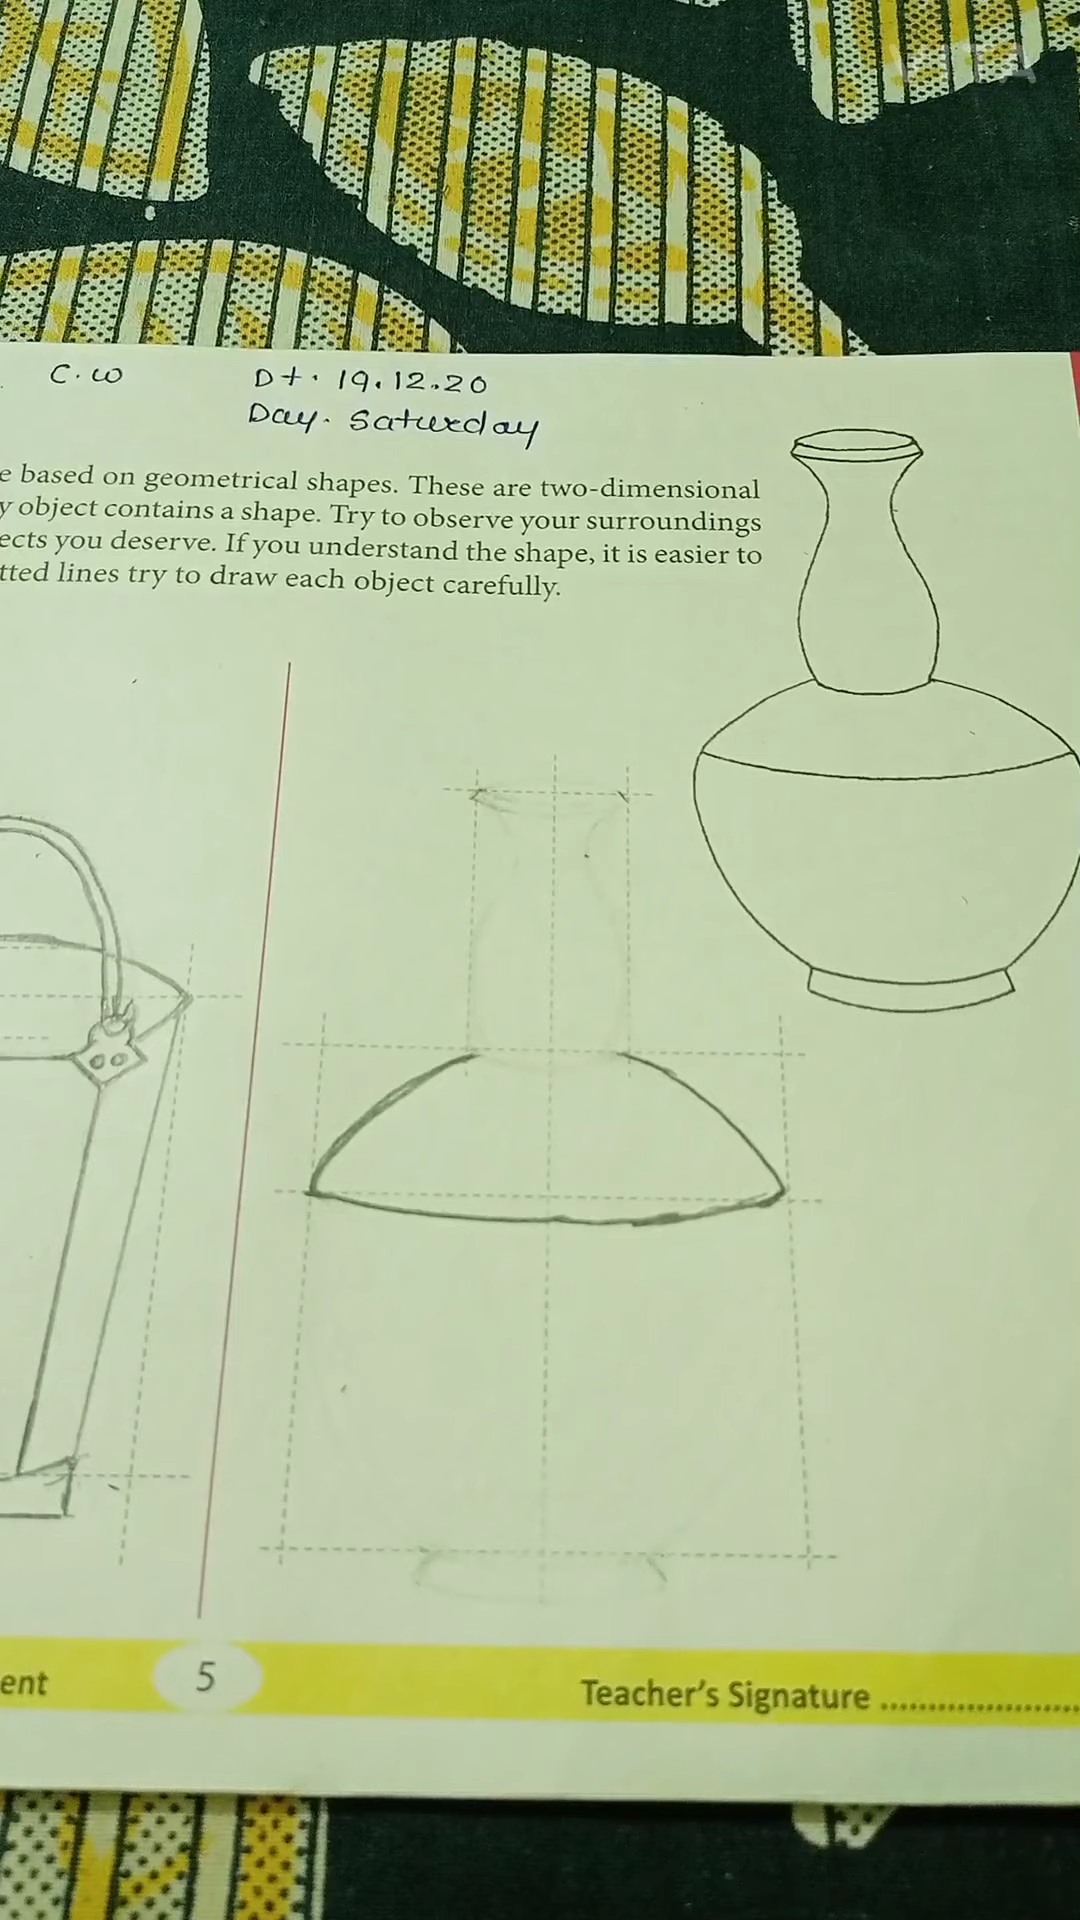 C.W Dt. 19.12.20
Day. Saturday
e based on geometrical shapes. These are two-dimensional
y object contains a shape. Try to observe your surroundings
ects you deserve. If you understand the shape, it is easier to
tted lines try to draw each object carefully.
ent 5 Teacher's Signature ......................
VITA